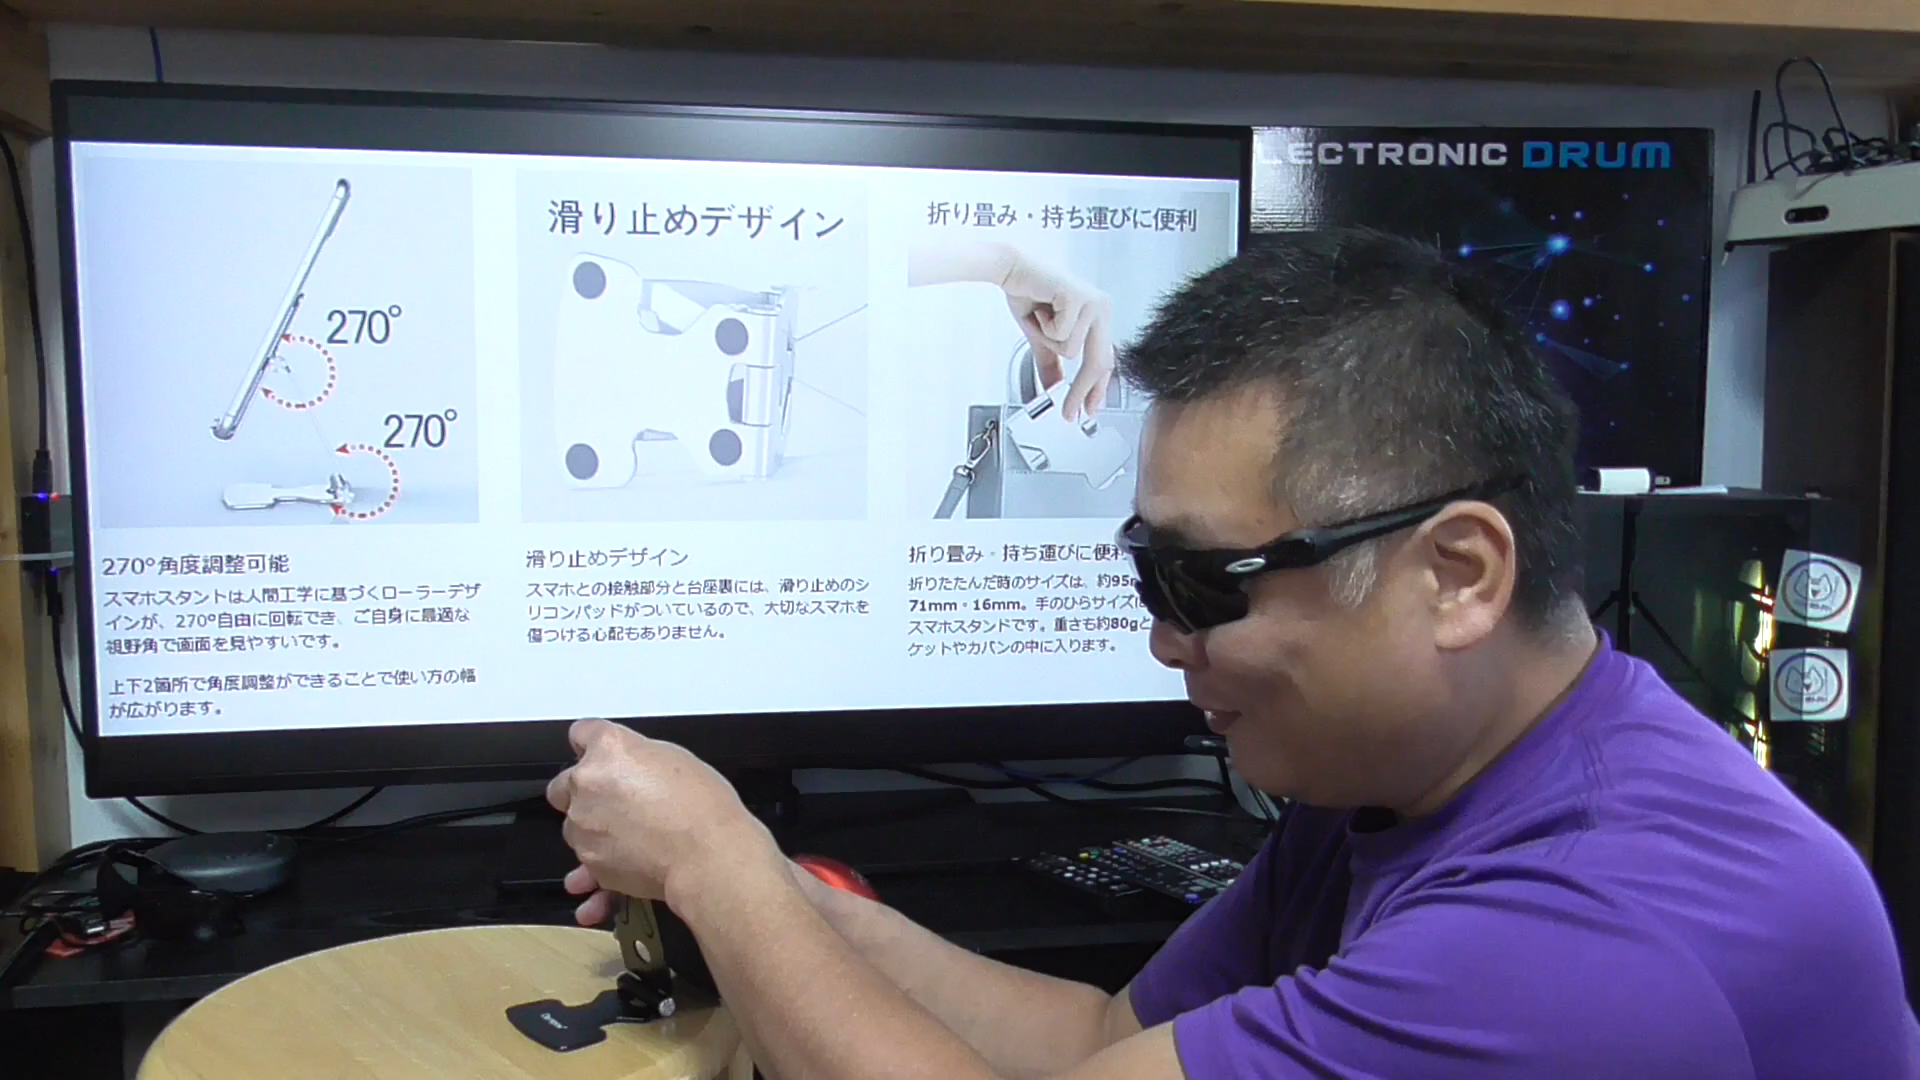 ELECTRONIC DRUM
270°
270°
270°角度調整可能
スマホスタントは人間工学に基づくローラーデザ
インが、270°自由に回転でき、ご自身に最適な
視野角で画面を見やすいです。
上下2箇所で角度調整ができることで使い方の幅
が広がります。
滑り止めデザイン
滑り止めデザイン
スマホとの接触部分と台座裏には、滑り止めのシ
リコンパッドがついているので、大切なスマホを
傷つける心配もありません。
折り畳み・持ち運びに便利
折り畳み・持ち運びに便利
折りたたんだ時のサイズは、約95m
71mm・16mm。手のひらサイズに
スマホスタンドです。重さも約80gと
ケットやカバンの中に入ります。